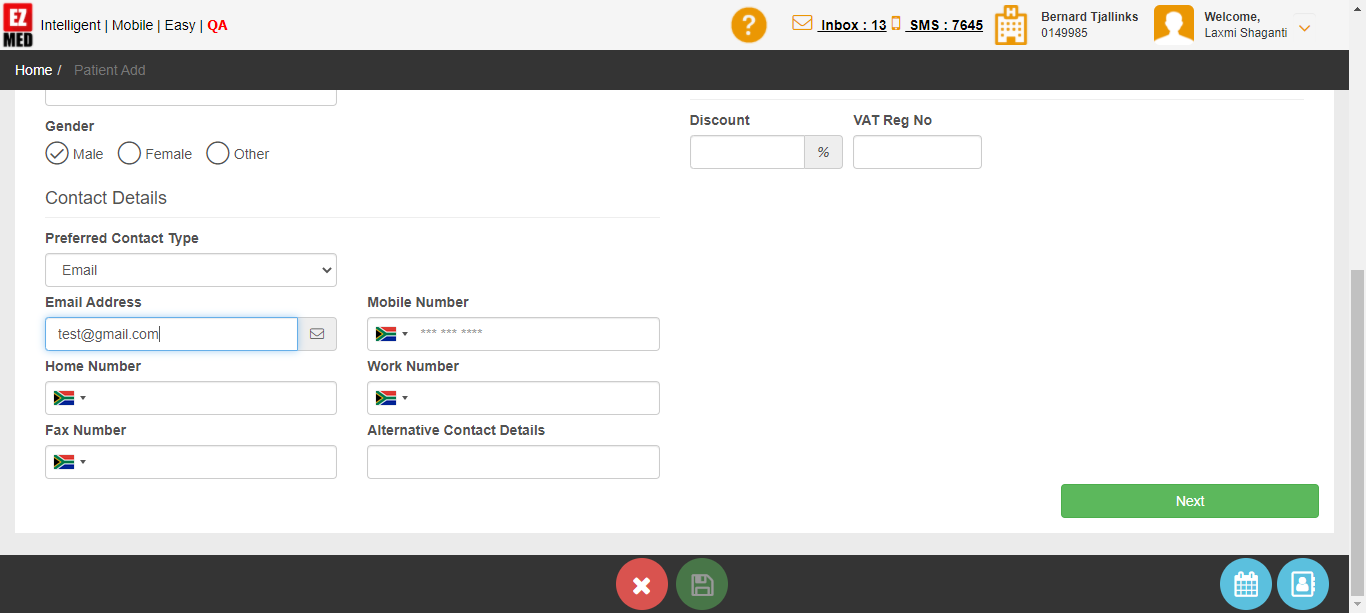 EZ
MED
Intelligent | Mobile | Easy | QA
?
Inbox : 13
SMS : 7645
H
Bernard Tjallinks
0149985
Welcome,
Laxmi Shaganti
Home / Patient Add
Gender
Male Female Other
Contact Details
Preferred Contact Type
Email
Email Address
test@gmail.com
Mobile Number
*** *** ****
Home Number
Work Number
Fax Number
Alternative Contact Details
Discount
%
VAT Reg No
Next